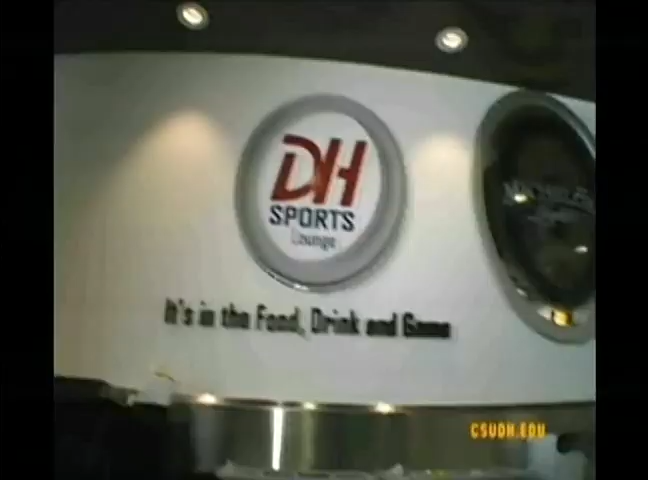 DH
SPORTS
Lounge
It's in the Food, Drink and Game
CSUDH.EDU